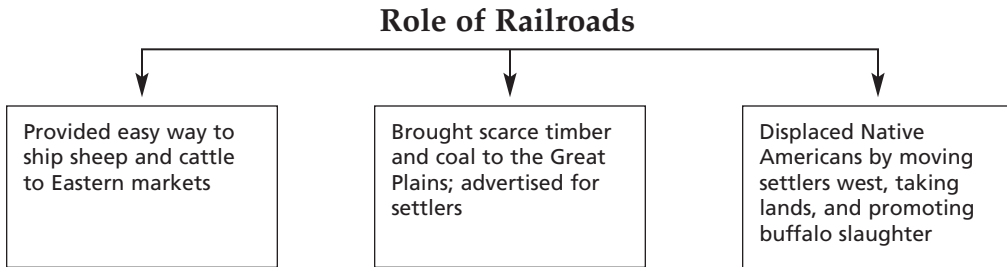 Role of Railroads
Provided easy way to
ship sheep and cattle
to Eastern markets
Brought scarce timber
and coal to the Great
Plains; advertised for
settlers
Displaced Native
Americans by moving
settlers west, taking
lands, and promoting
buffalo slaughter